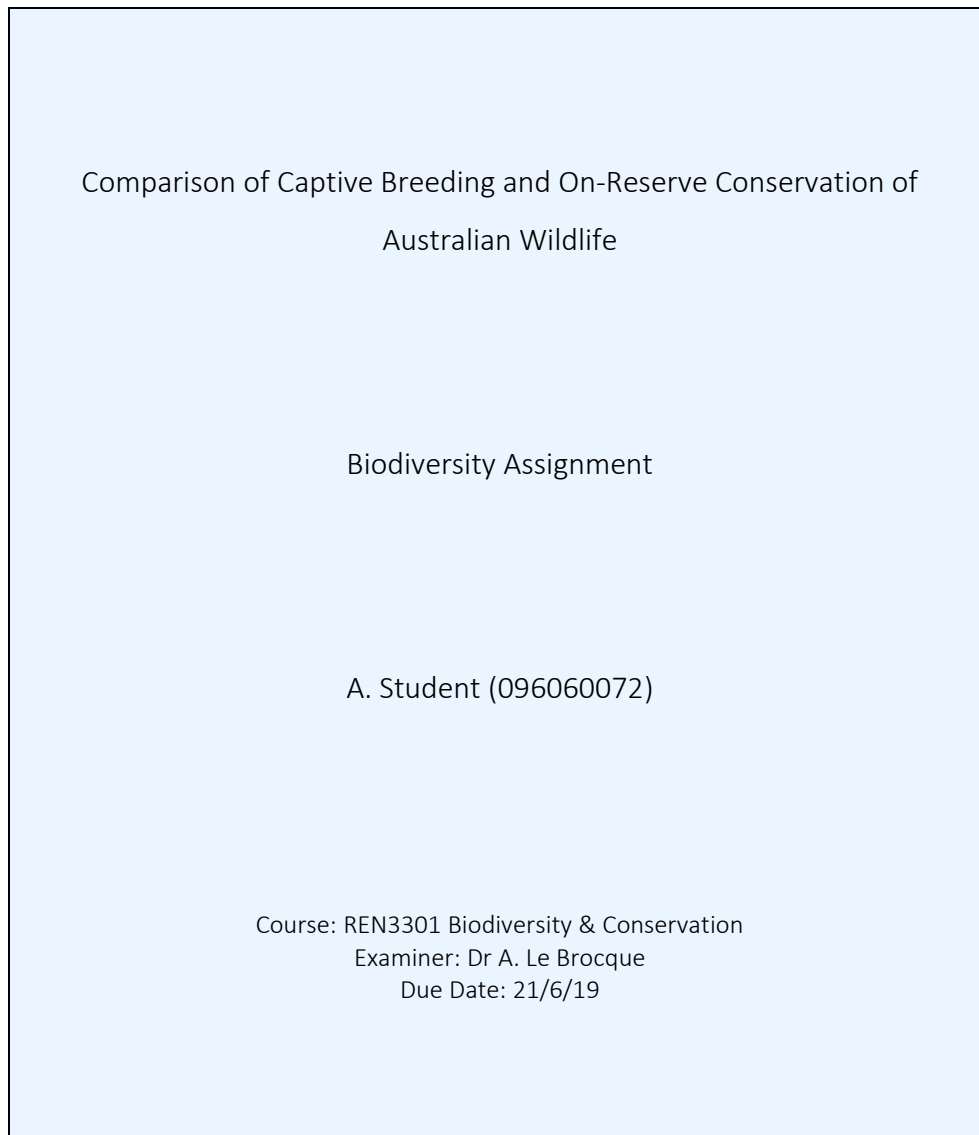 Comparison of Captive Breeding and On-Reserve Conservation of
Australian Wildlife
Biodiversity Assignment
A. Student (096060072)
Course: REN3301 Biodiversity & Conservation
Examiner: Dr A. Le Brocque
Due Date: 21/6/19